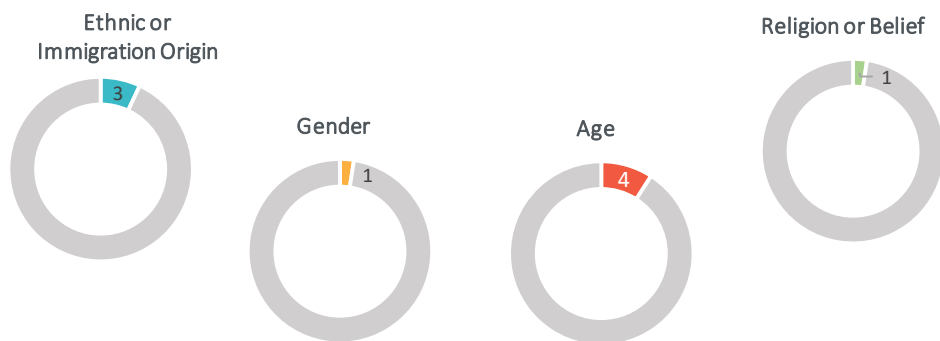 Ethnic or
Immigration Origin
3
Gender
1
Age
4
Religion or Belief
1